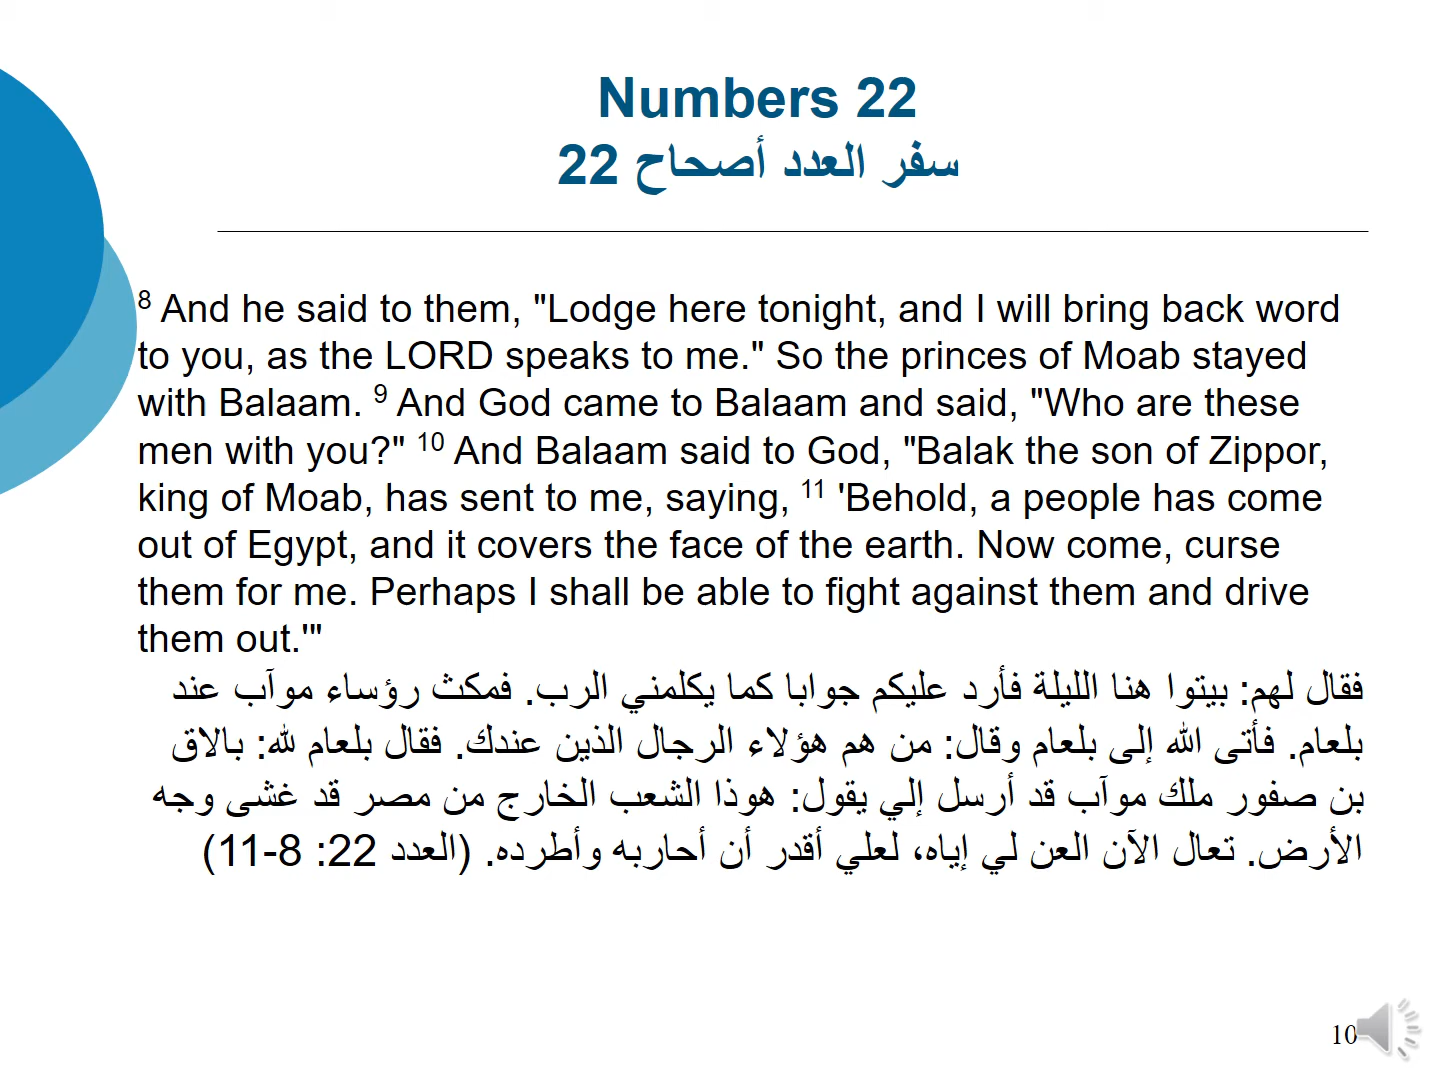 Numbers 22
سفر العدد أصحاح 22
8 And he said to them, "Lodge here tonight, and I will bring back word
to you, as the LORD speaks to me." So the princes of Moab stayed
with Balaam. 9 And God came to Balaam and said, "Who are these
men with you?" 10 And Balaam said to God, "Balak the son of Zippor,
king of Moab, has sent to me, saying, 11 'Behold, a people has come
out of Egypt, and it covers the face of the earth. Now come, curse
them for me. Perhaps I shall be able to fight against them and drive
them out.'"
فقال لهم: بيتوا هنا الليلة فأرد عليكم جوابا كما يكلمني الرب. فمكث رؤساء موآب عند
بلعام. فأتى الله إلى بلعام وقال: من هم هؤلاء الرجال الذين عندك. فقال بلعام لله: بالاق
بن صفور ملك موآب قد أرسل إلي يقول: هوذا الشعب الخارج من مصر قد غشى وجه
الأرض. تعال الآن العن لي إياه، لعلي أقدر أن أحاربه وأطرده. (العدد 22: 8-11)
10